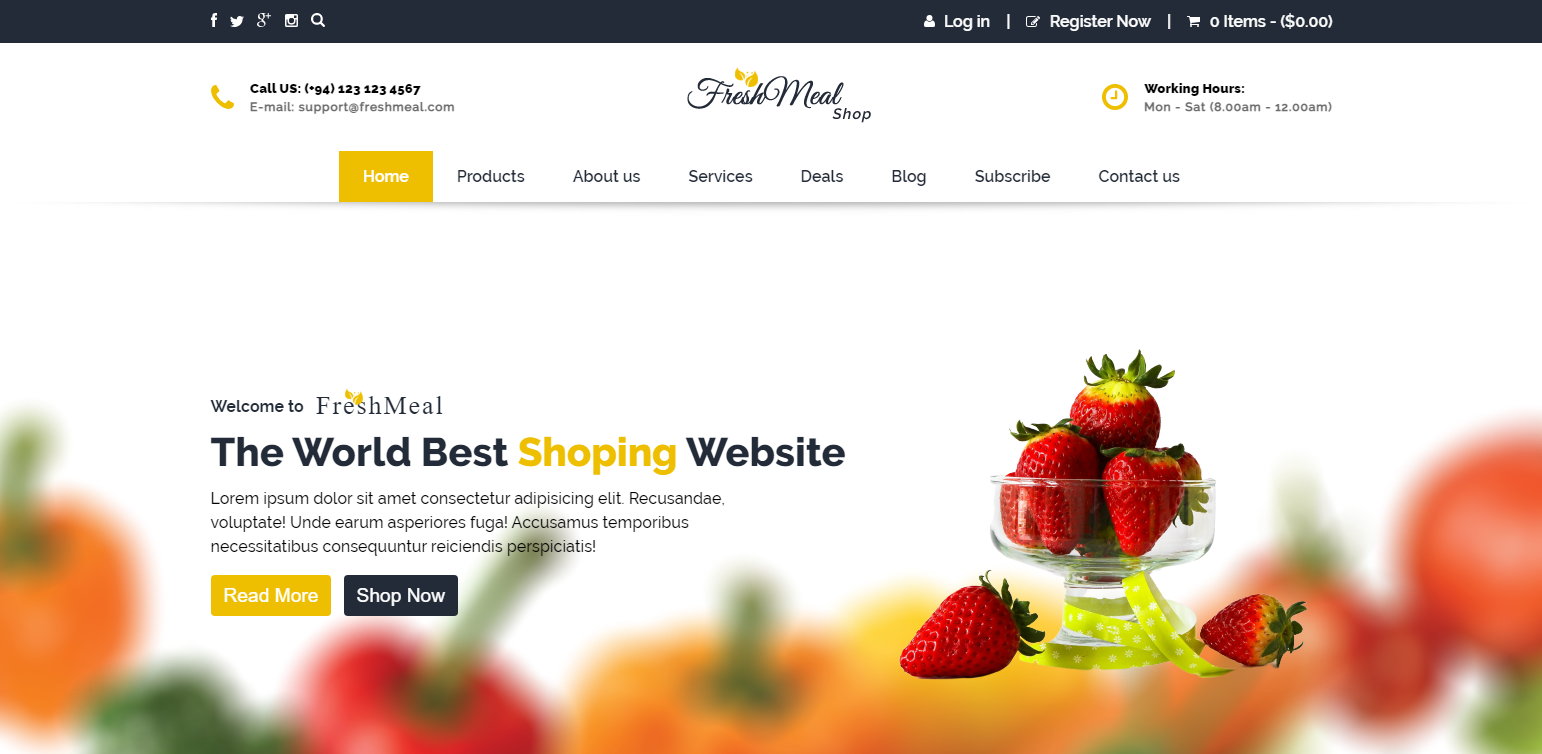 Log in | Register Now | 0 Items - ($0.00)
Call US: (+94) 123 123 4567
E-mail: support@freshmeal.com
FreshMeal
Shop
Working Hours:
Mon - Sat (8.00am - 12.00am)
Home Products About us Services Deals Blog Subscribe Contact us
Welcome to FreshMeal
The World Best Shoping Website
Lorem ipsum dolor sit amet consectetur adipisicing elit. Recusandae,
voluptate! Unde earum asperiores fuga! Accusamus temporibus
necessitatibus consequuntur reiciendis perspiciatis!
Read More Shop Now